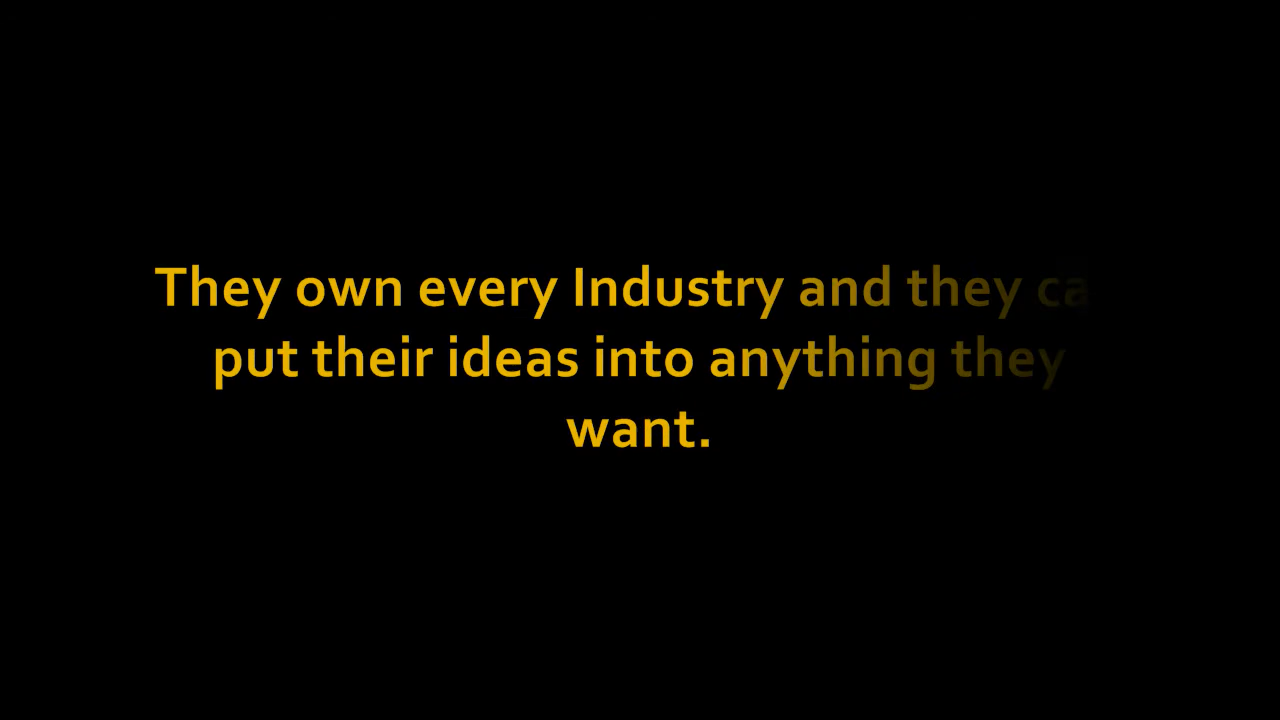 They own every Industry and they ca
put their ideas into anything they
want.